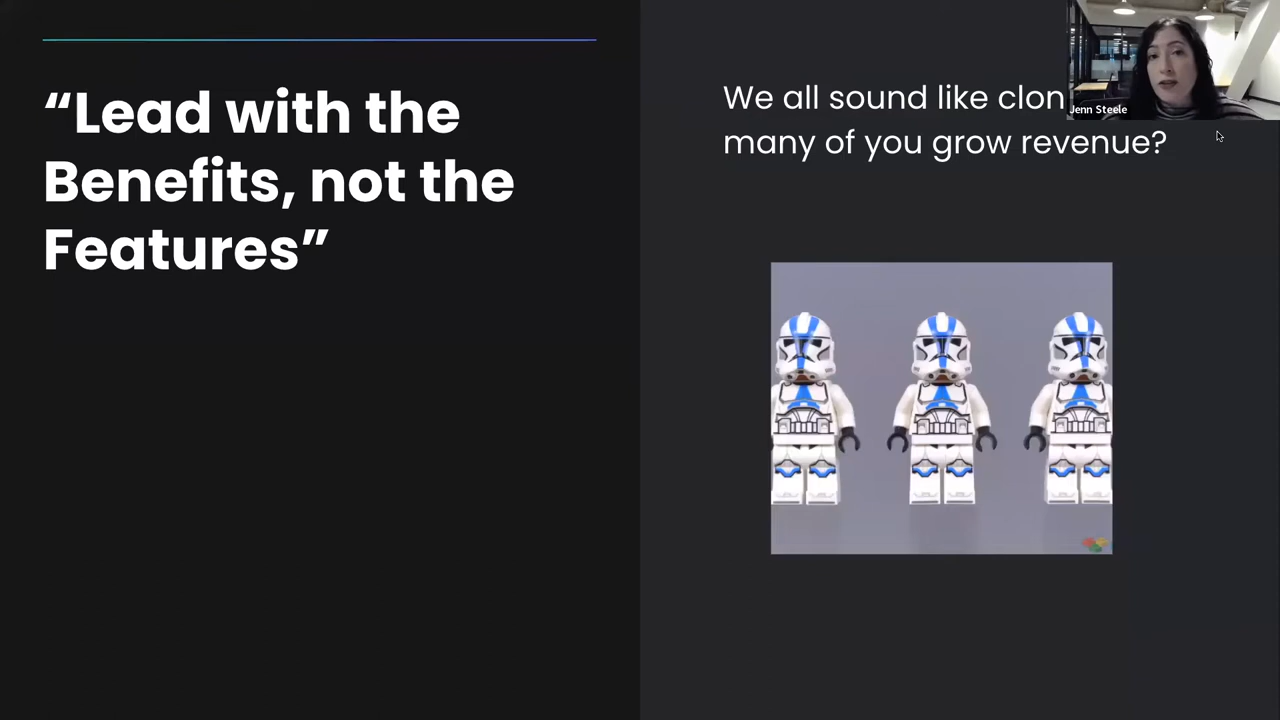 “Lead with the
Benefits, not the
Features”
We all sound like clon
many of you grow revenue?
Jenn Steele